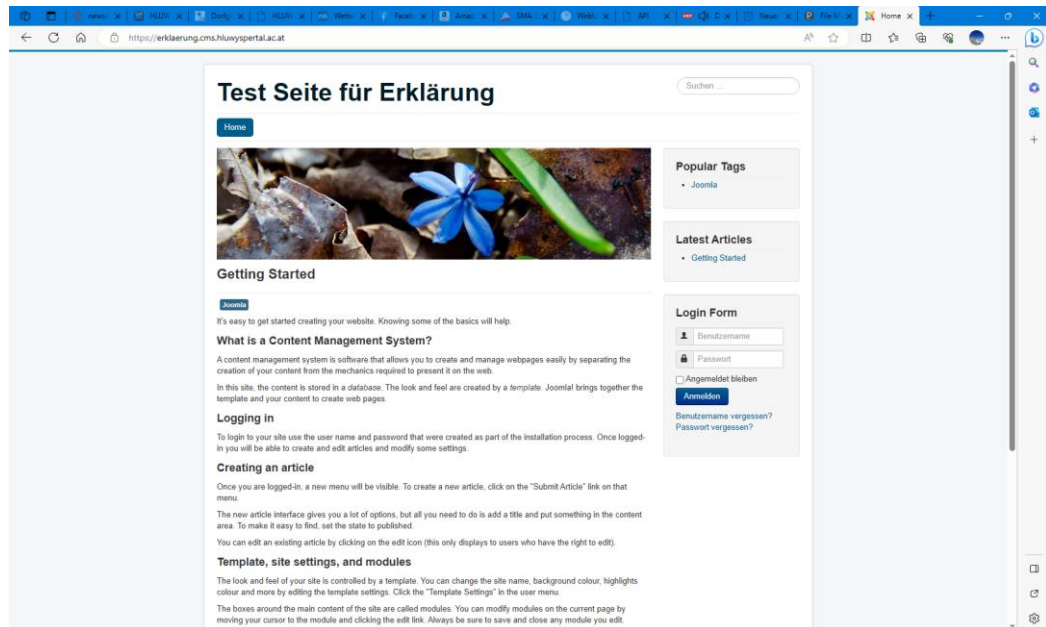 news
HLUW
Dorfg
HLUW
Webs
Faceb
Amaz
SMA
WebU
API
Neuer
File M
Home
https://erklaerung.cms.hluwyspertal.ac.at
Test Seite für Erklärung
Suchen ...
Home
Getting Started
Joomla
It's easy to get started creating your website. Knowing some of the basics will help.
What is a Content Management System?
A content management system is software that allows you to create and manage webpages easily by separating the
creation of your content from the mechanics required to present it on the web.
In this site, the content is stored in a database. The look and feel are created by a template. Joomla! brings together the
template and your content to create web pages.
Logging in
To login to your site use the user name and password that were created as part of the installation process. Once logged-
in you will be able to create and edit articles and modify some settings.
Creating an article
Once you are logged-in, a new menu will be visible. To create a new article, click on the "Submit Article" link on that
menu.
The new article interface gives you a lot of options, but all you need to do is add a title and put something in the content
area. To make it easy to find, set the state to published.
You can edit an existing article by clicking on the edit icon (this only displays to users who have the right to edit).
Template, site settings, and modules
The look and feel of your site is controlled by a template. You can change the site name, background colour, highlights
colour and more by editing the template settings. Click the "Template Settings" in the user menu.
The boxes around the main content of the site are called modules. You can modify modules on the current page by
moving your cursor to the module and clicking the edit link. Always be sure to save and close any module you edit.
Popular Tags
Joomla
Latest Articles
Getting Started
Login Form
Benutzername
Passwort
Angemeldet bleiben
Anmelden
Benutzername vergessen?
Passwort vergessen?